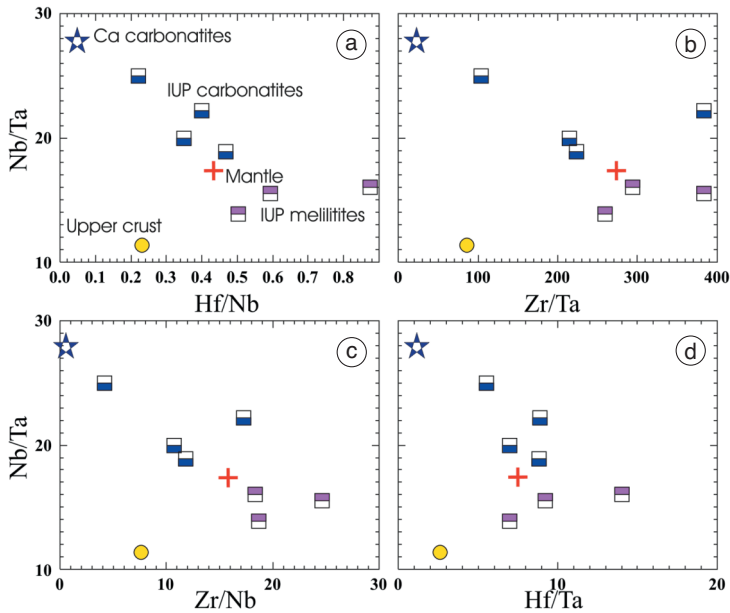 30
Ca carbonatites
a
b
IUP carbonatites
Nb/Ta
20
Mantle
IUP melilitites
Upper crust
10
0.0 0.1 0.2 0.3 0.4 0.5 0.6 0.7 0.8
0 100 200 300 400
Hf/Nb
Zr/Ta
30
c
d
Nb/Ta
20
10
0 10 20 30
0 10 20
Zr/Nb
Hf/Ta